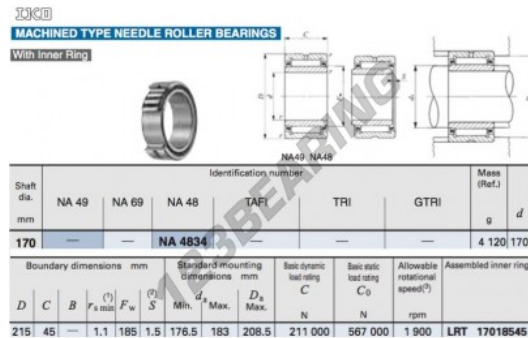 IKO
MACHINED TYPE NEEDLE ROLLER BEARINGS
With Inner Ring
C
D
d
NA49 NA48
123BEARING
Shaft dia. mm
Identification number
Mass (Ref.) g
d
NA 49 NA 69 NA 48 TAFI TRI GTRI
170 — — NA 4834 — — — 4 120 170
Boundary dimensions mm
Standard mounting dimensions mm
Basic dynamic load rating C N
Basic static load rating C0 N
Allowable rotational speed(3) rpm
Assembled inner ring
D C B rs min(1) Fw S(2) da Min. Max. Da Max.
215 45 — 1.1 185 1.5 176.5 183 208.5 211 000 567 000 1 900 LRT 17018545